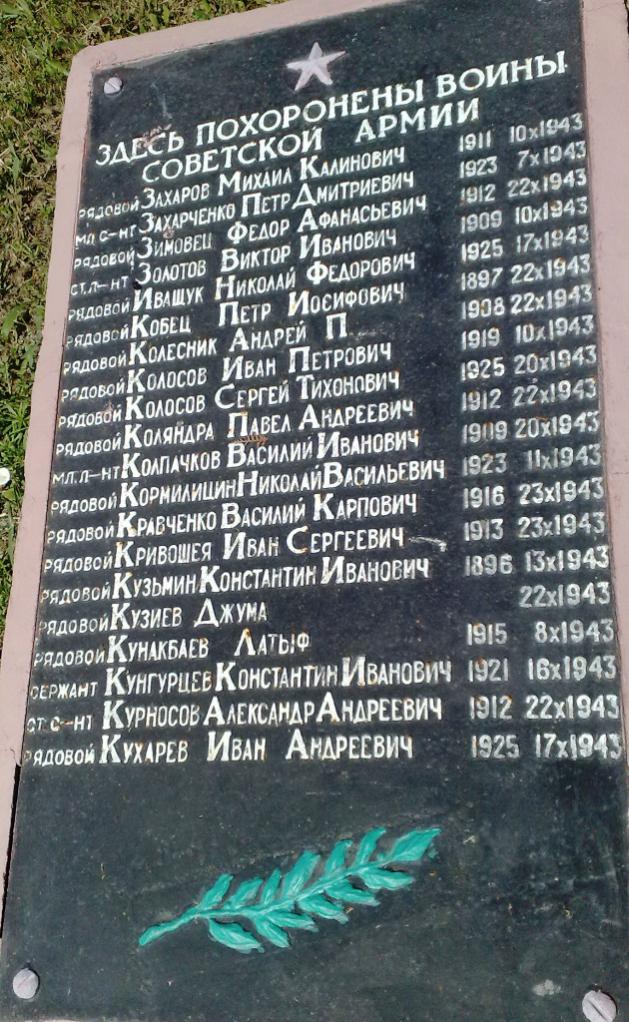 ЗДЕСЬ ПОХОРОНЕНЫ ВОИНЫ
СОВЕТСКОЙ АРМИИ
РЯДОВОЙ ЗАХАРОВ МИХАИЛ КАЛИНОВИЧ 1911 10X1943
МЛ.С-НТ ЗАХАРЧЕНКО ПЕТР ДМИТРИЕВИЧ 1923 7X1943
РЯДОВОЙ ЗИМОВЕЦ ФЕДОР АФАНАСЬЕВИЧ 1912 22X1943
СТ.Л-НТ ЗОЛОТОВ ВИКТОР ИВАНОВИЧ 1909 10X1943
РЯДОВОЙ ИВАЩУК НИКОЛАЙ ФЕДОРОВИЧ 1925 17X1943
РЯДОВОЙ КОБЕЦ ПЕТР ИОСИФОВИЧ 1897 22X1943
РЯДОВОЙ КОЛЕСНИК АНДРЕЙ П. 1908 22X1943
РЯДОВОЙ КОЛОСОВ ИВАН ПЕТРОВИЧ 1919 10X1943
РЯДОВОЙ КОЛОСОВ СЕРГЕЙ ТИХОНОВИЧ 1925 20X1943
РЯДОВОЙ КОЛЯНДРА ПАВЕЛ АНДРЕЕВИЧ 1912 22X1943
МЛ.Л-НТ КОЛПАЧКОВ ВАСИЛИЙ ИВАНОВИЧ 1909 20X1943
РЯДОВОЙ КОРМИЛИЦИН НИКОЛАЙ ВАСИЛЬЕВИЧ 1923 11X1943
РЯДОВОЙ КРАВЧЕНКО ВАСИЛИЙ КАРПОВИЧ 1916 23X1943
РЯДОВОЙ КРИВОШЕЯ ИВАН СЕРГЕЕВИЧ 1913 23X1943
РЯДОВОЙ КУЗЬМИН КОНСТАНТИН ИВАНОВИЧ 1896 13X1943
РЯДОВОЙ КУЗИЕВ ДЖУМА 22X1943
РЯДОВОЙ КУНАКБАЕВ ЛАТЫФ 1915 8X1943
СЕРЖАНТ КУНГУРЦЕВ КОНСТАНТИН ИВАНОВИЧ 1921 16X1943
СТ.С-НТ КУРНОСОВ АЛЕКСАНДР АНДРЕЕВИЧ 1912 22X1943
РЯДОВОЙ КУХАРЕВ ИВАН АНДРЕЕВИЧ 1925 17X1943